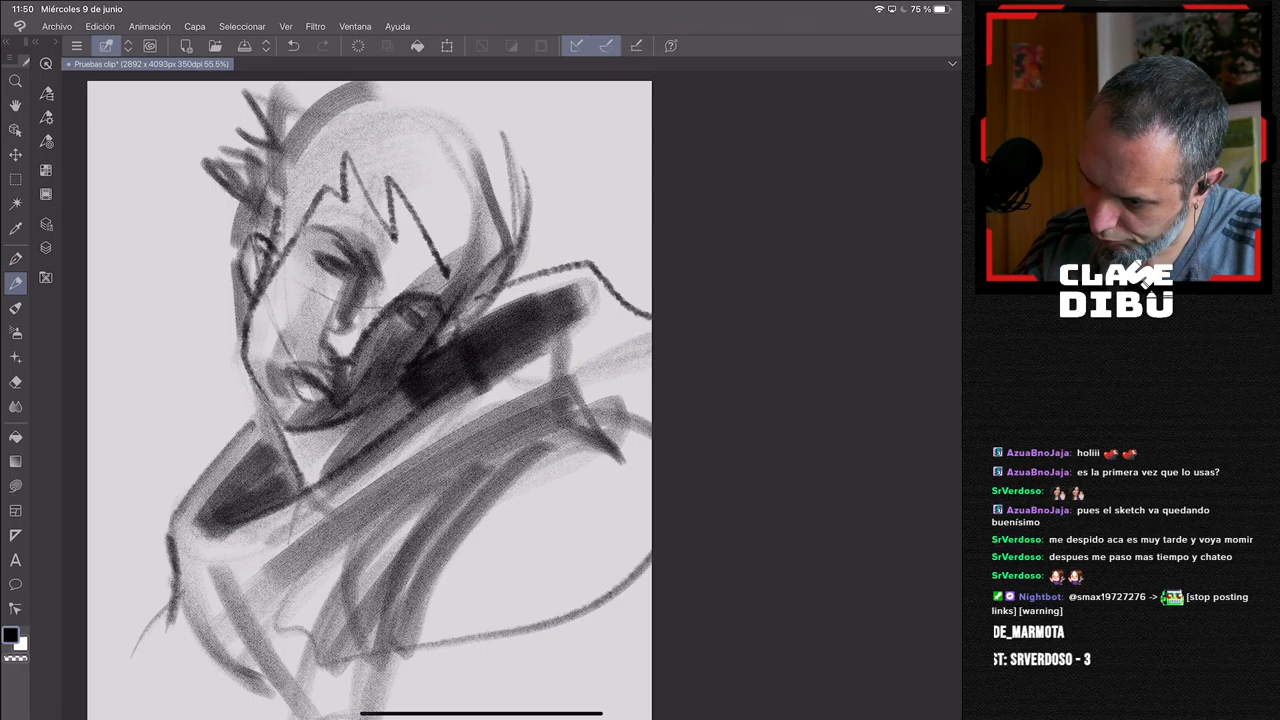 11:50 Miércoles 9 de junio
75 %
Archivo Edición Animación Capa Seleccionar Ver Filtro Ventana Ayuda
Pruebas clip* (2892 x 4093px 350dpi 55.5%)
CLASE
DIBU
AzuaBnoJaja: holiii
AzuaBnoJaja: es la primera vez que lo usas?
SrVerdoso:
AzuaBnoJaja: pues el sketch va quedando
buenísimo
SrVerdoso: me despido aca es muy tarde y voya momir
SrVerdoso: despues me paso mas tiempo y chateo
SrVerdoso:
Nightbot: @smax19727276 -> [stop posting
links] [warning]
DE_MARMOTA
ST: SRVERDOSO - 3